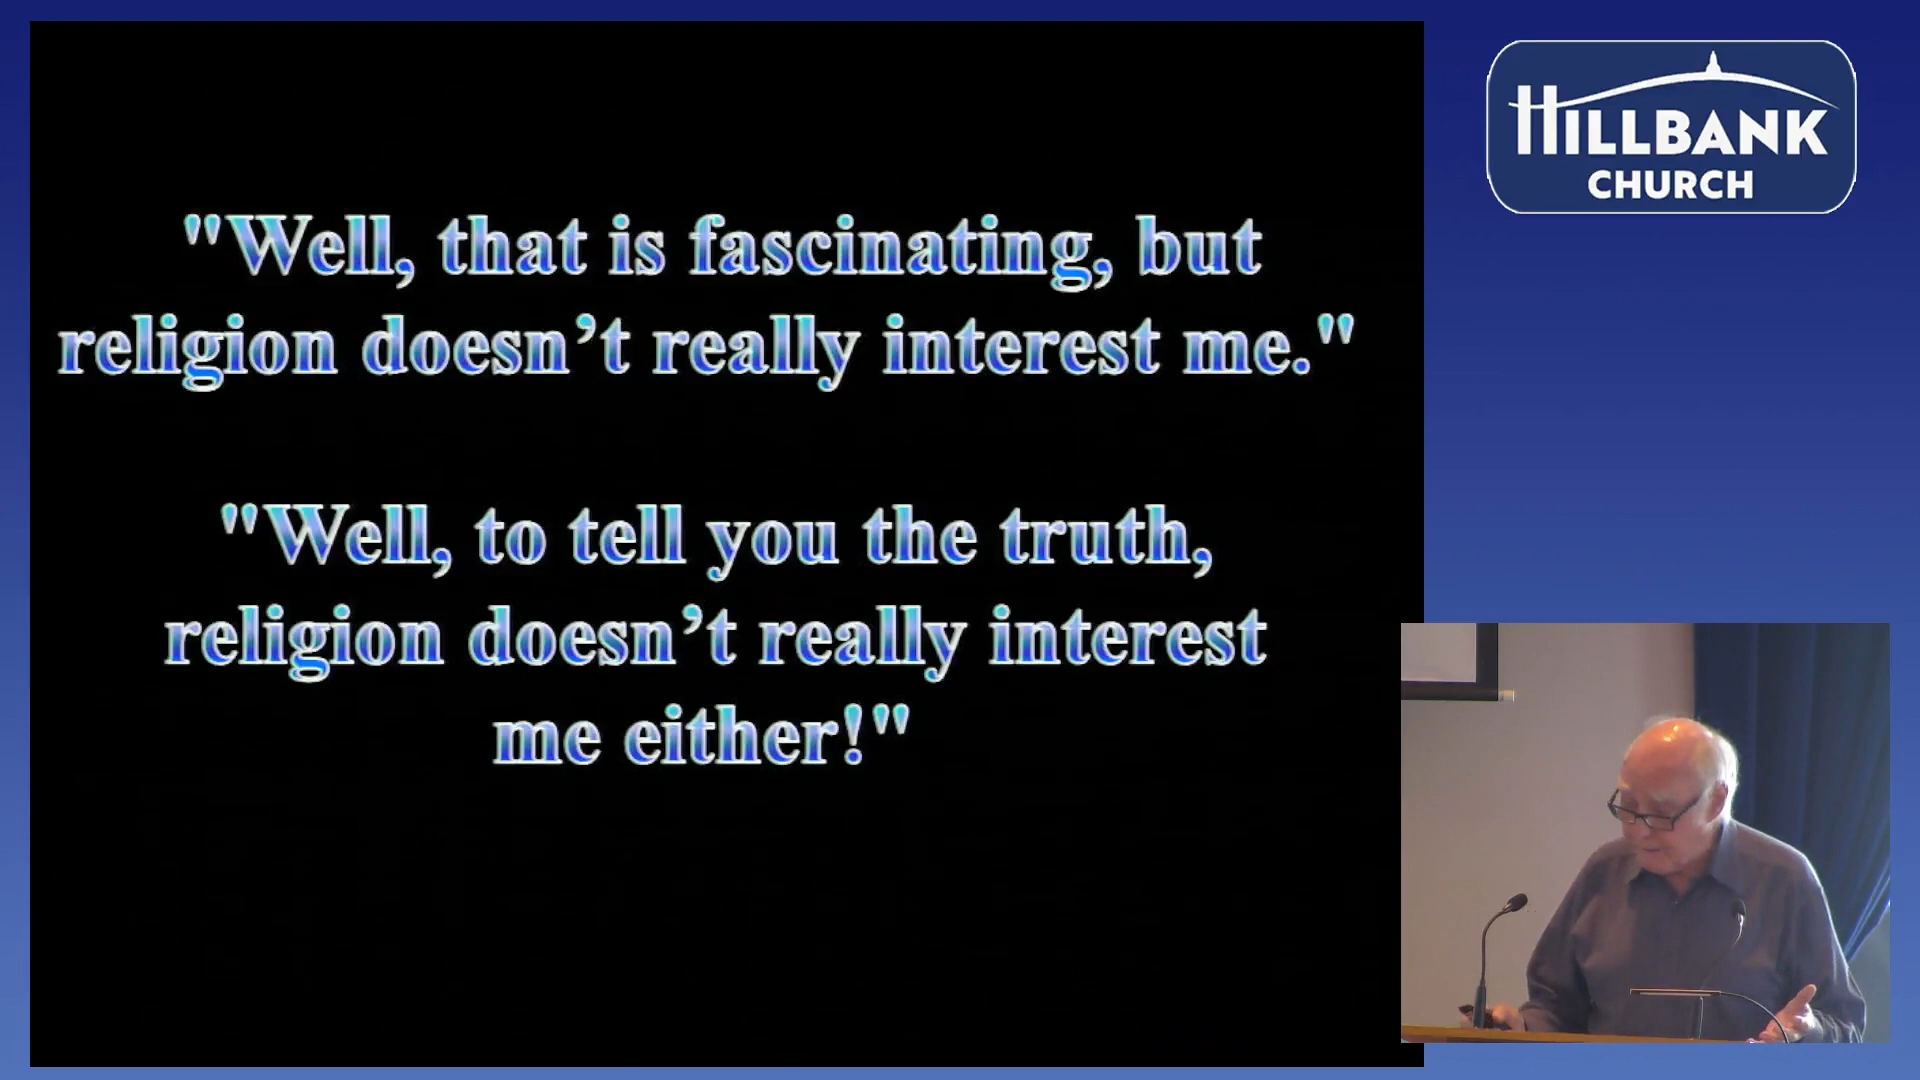 "Well, that is fascinating, but
religion doesn’t really interest me."
"Well, to tell you the truth,
religion doesn’t really interest
me either!"
HILLBANK
CHURCH